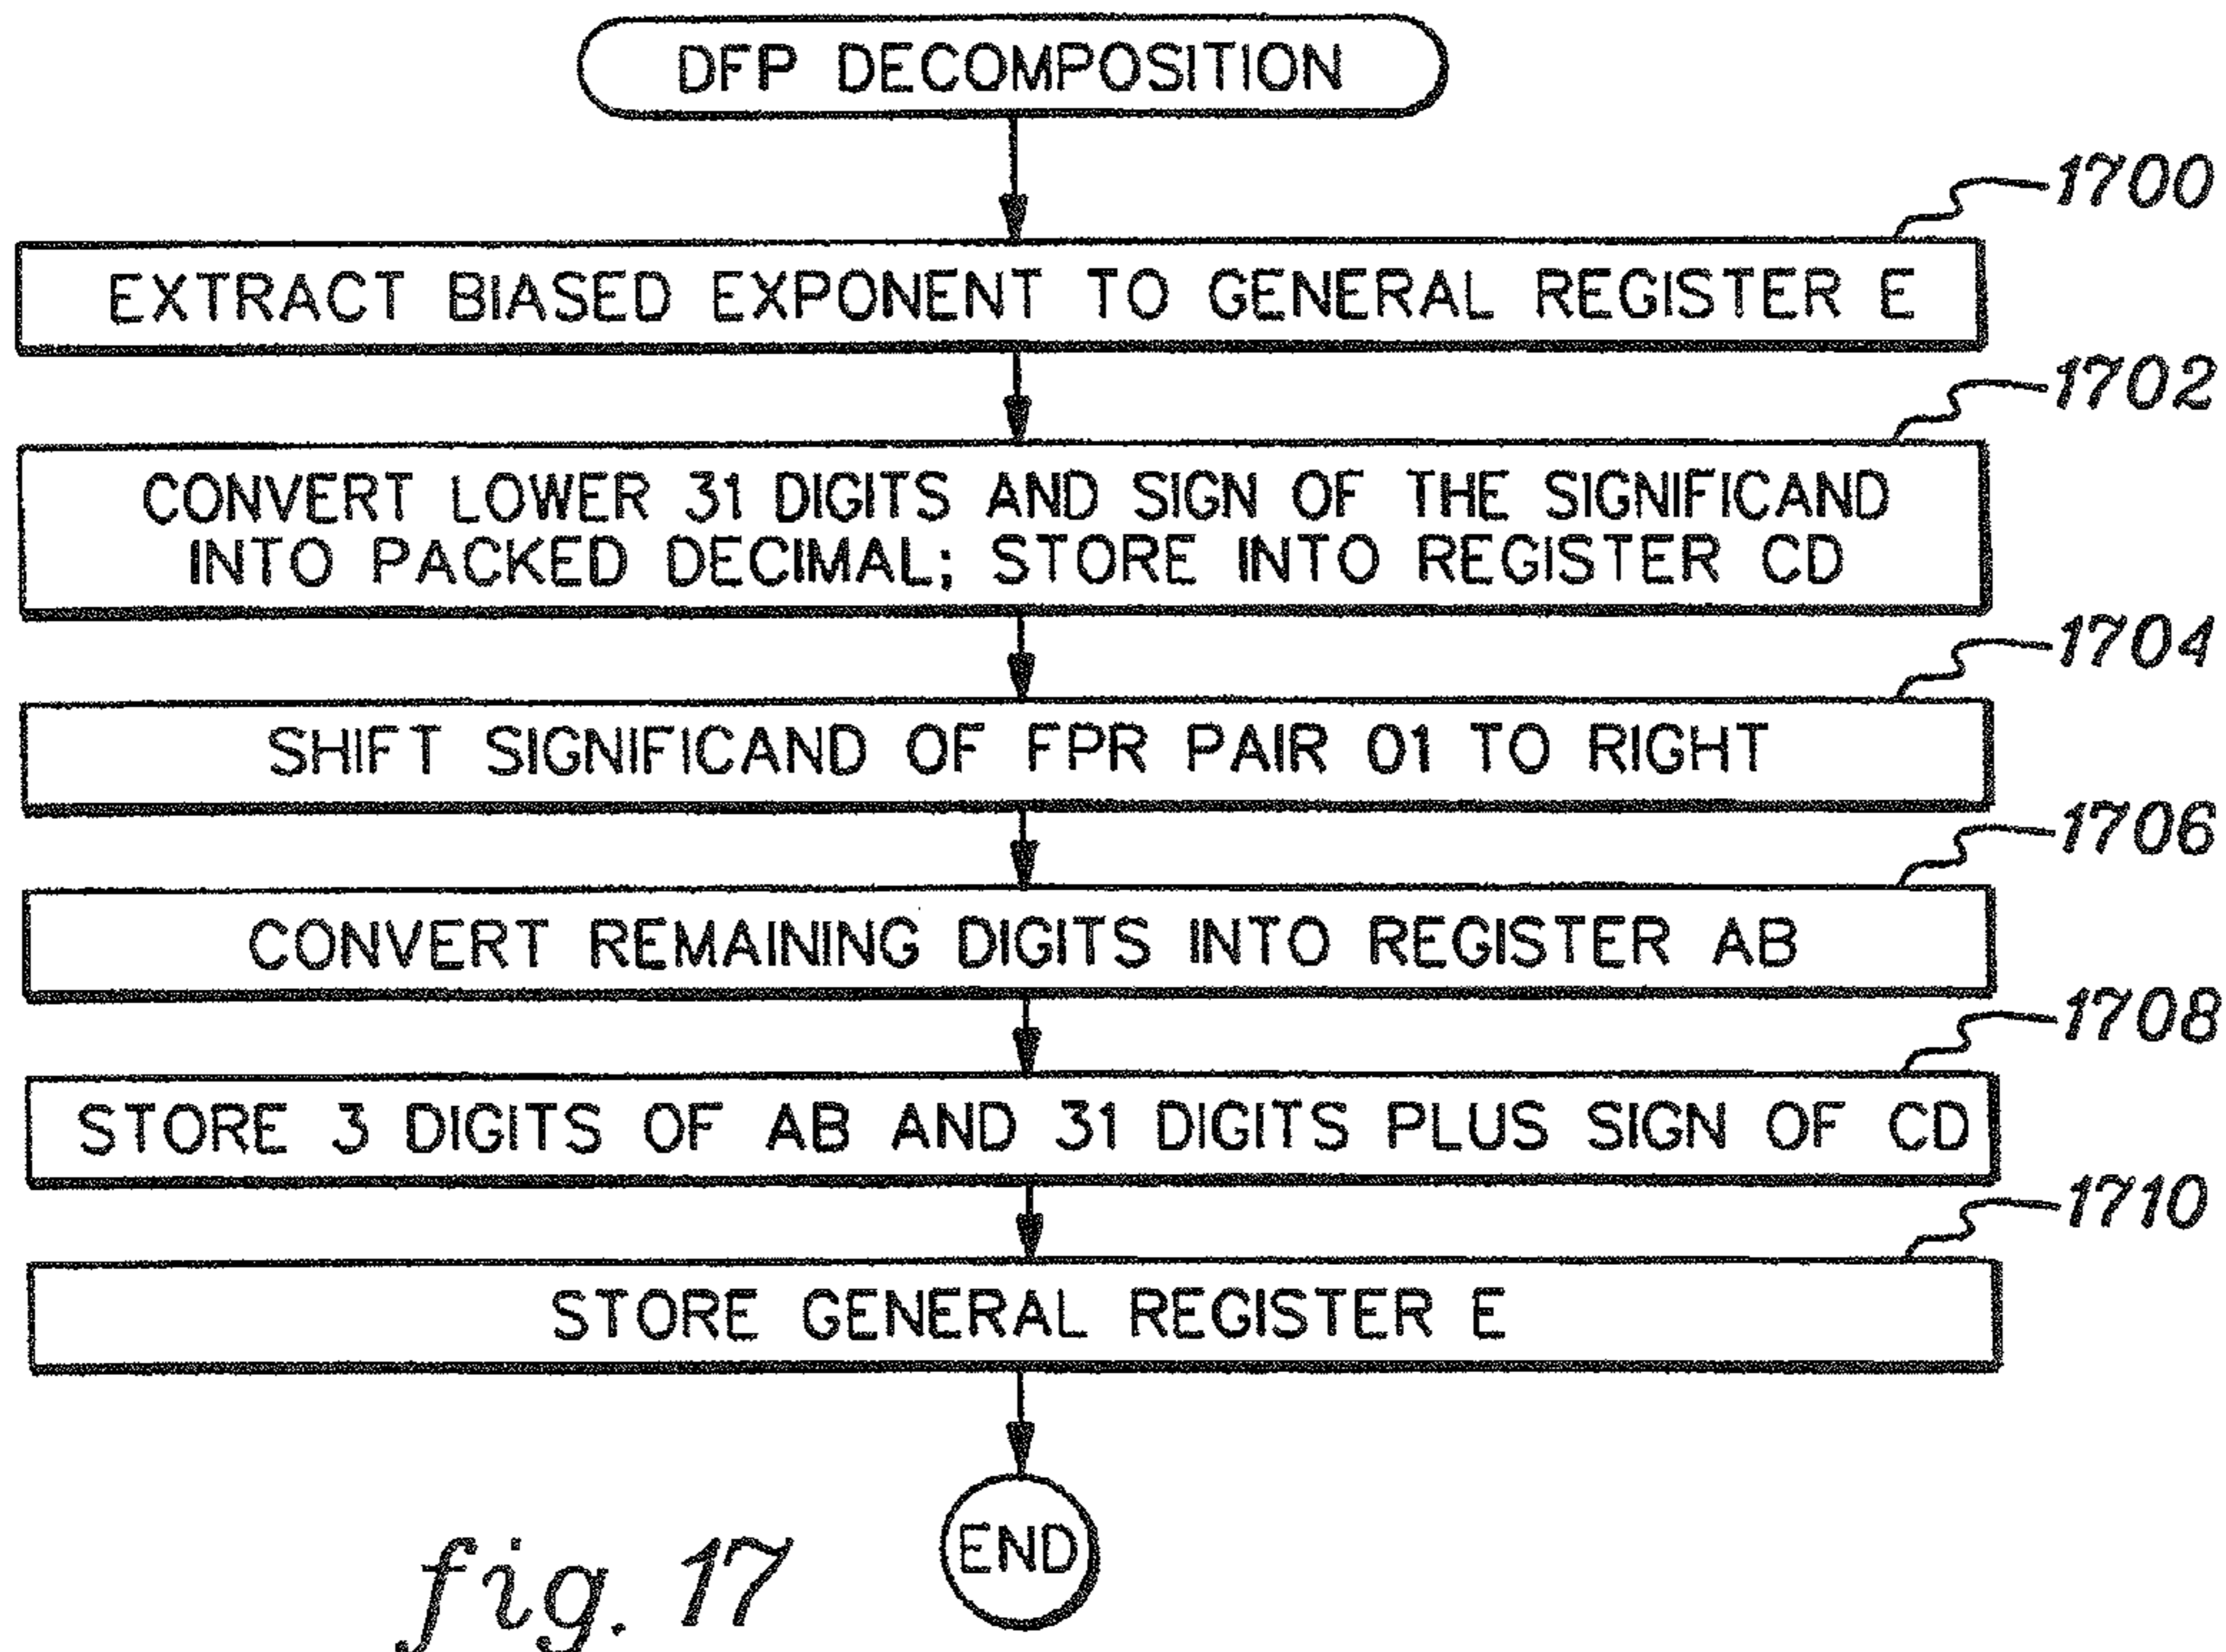 DFP DECOMPOSITION
1700
EXTRACT BIASED EXPONENT TO GENERAL REGISTER E
1702
CONVERT LOWER 31 DIGITS AND SIGN OF THE SIGNIFICAND
INTO PACKED DECIMAL; STORE INTO REGISTER CD
1704
SHIFT SIGNIFICAND OF FPR PAIR 01 TO RIGHT
1706
CONVERT REMAINING DIGITS INTO REGISTER AB
1708
STORE 3 DIGITS OF AB AND 31 DIGITS PLUS SIGN OF CD
1710
STORE GENERAL REGISTER E
END
fig. 17